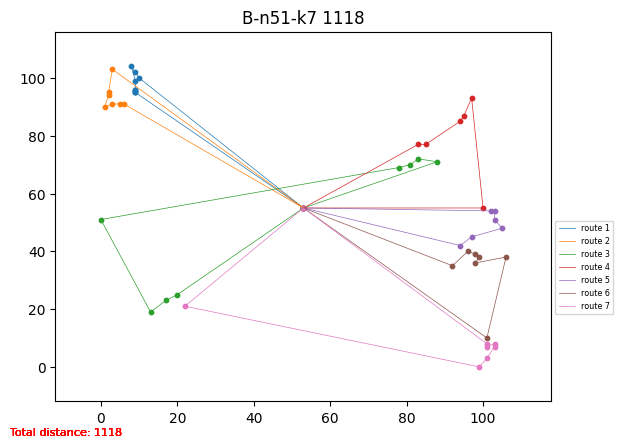 B-n51-k7 1118
100
80
60
40
20
0
0 20 40 60 80 100
route 1
route 2
route 3
route 4
route 5
route 6
route 7
Total distance: 1118